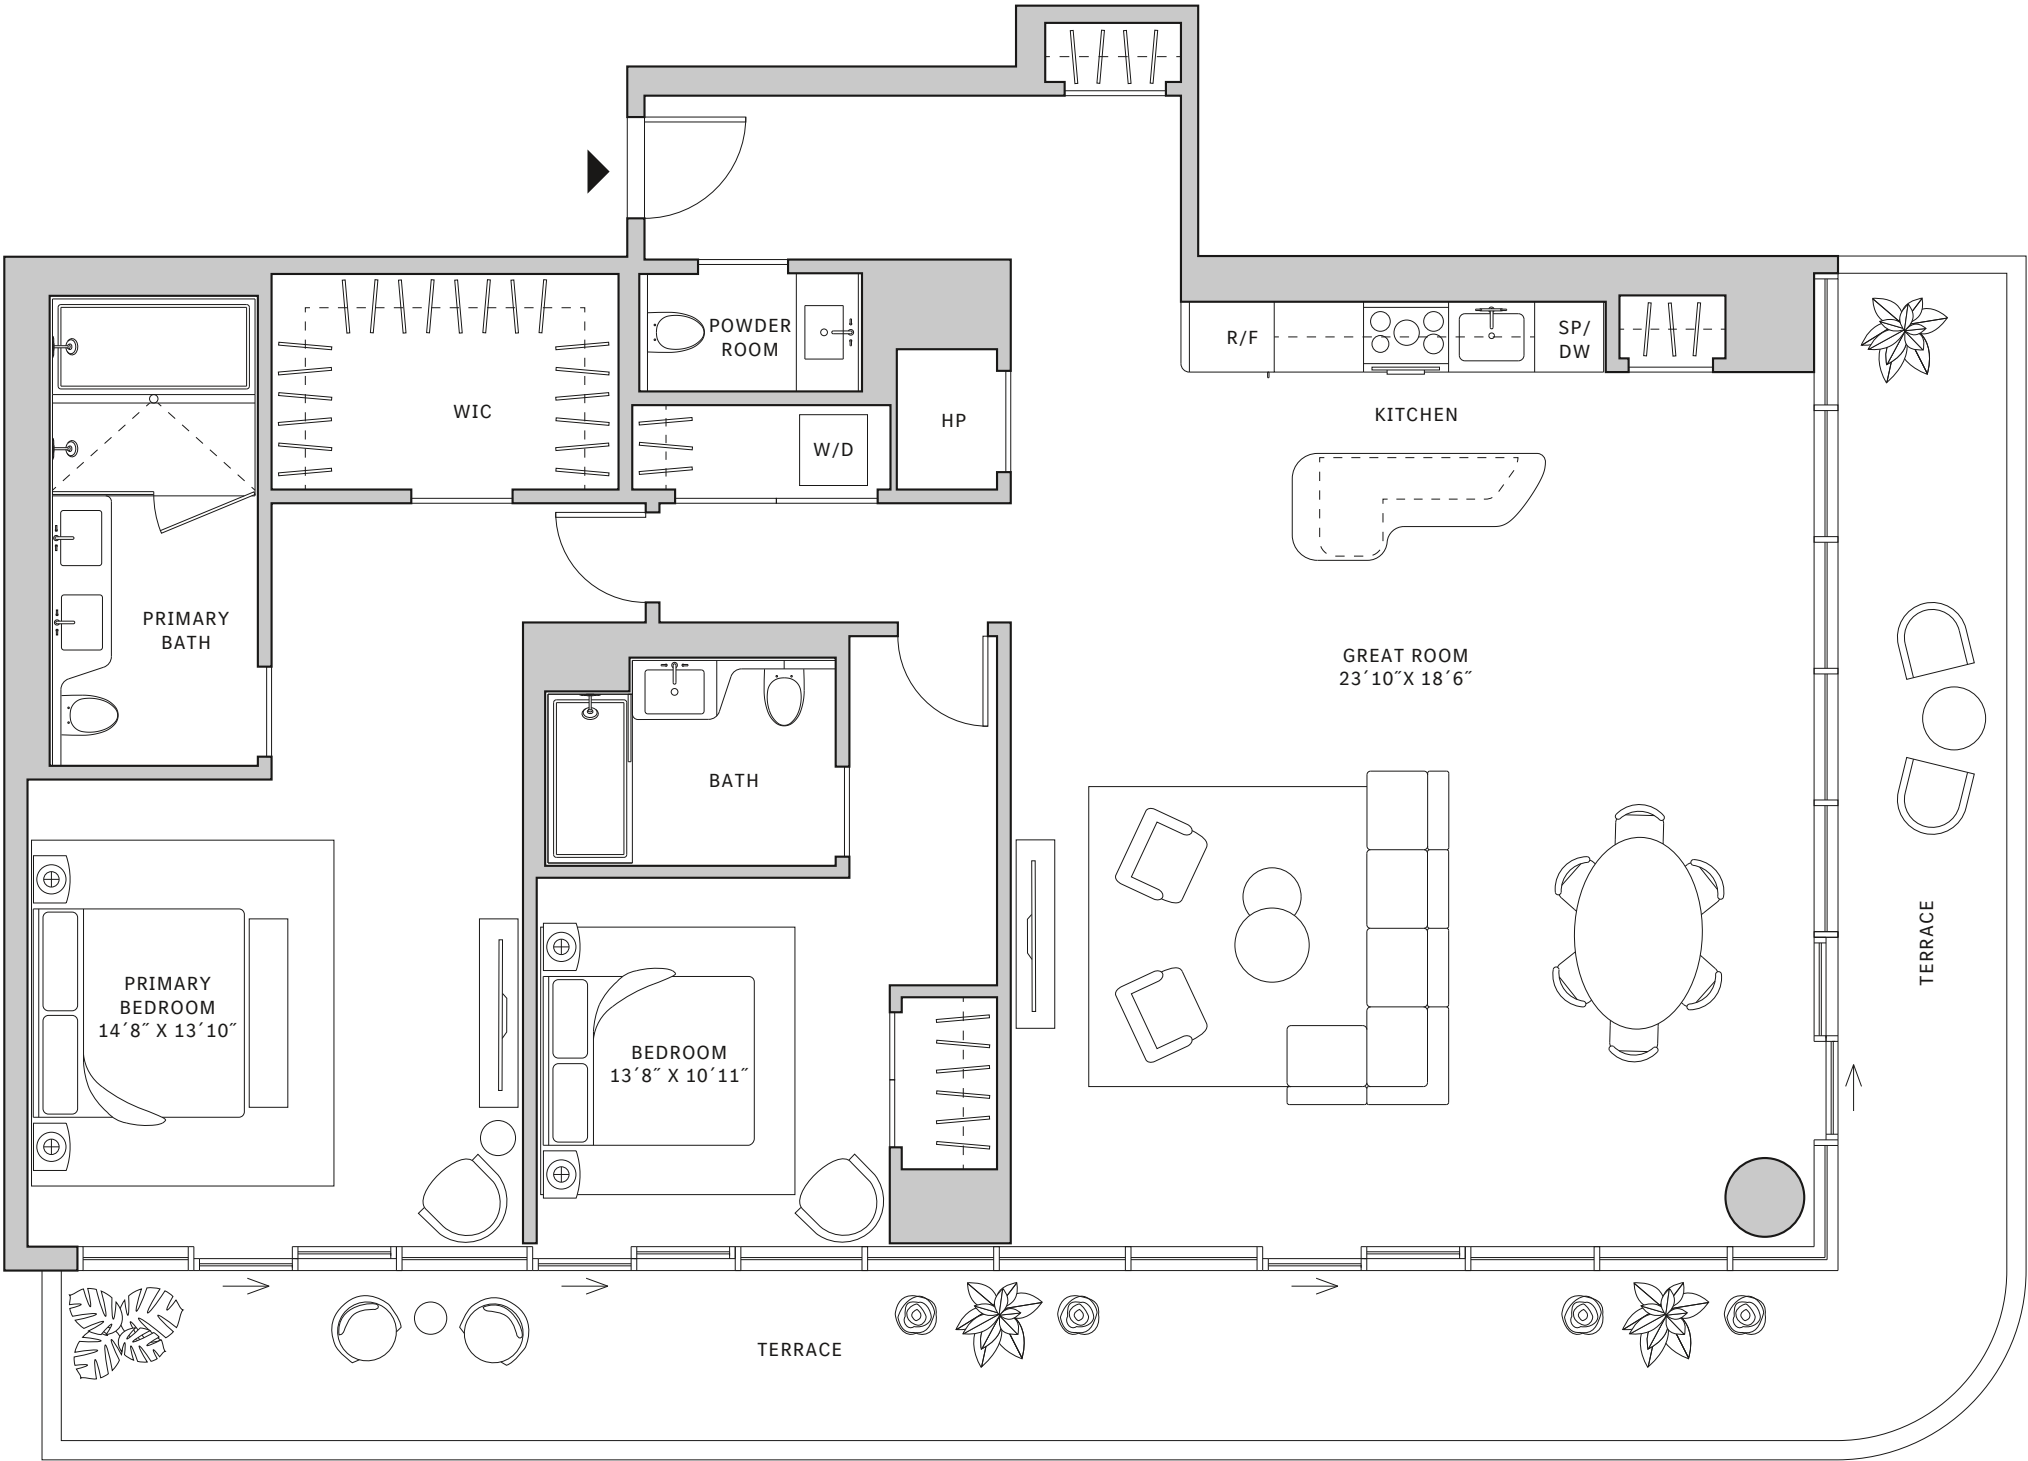 POWDER
ROOM
R/F
SP/
DW
WIC
HP
KITCHEN
W/D
PRIMARY
BATH
GREAT ROOM
23´10˝X 18´6˝
BATH
TERRACE
PRIMARY
BEDROOM
14´8˝ X 13´10˝
BEDROOM
13´8˝ X 10´11˝
TERRACE